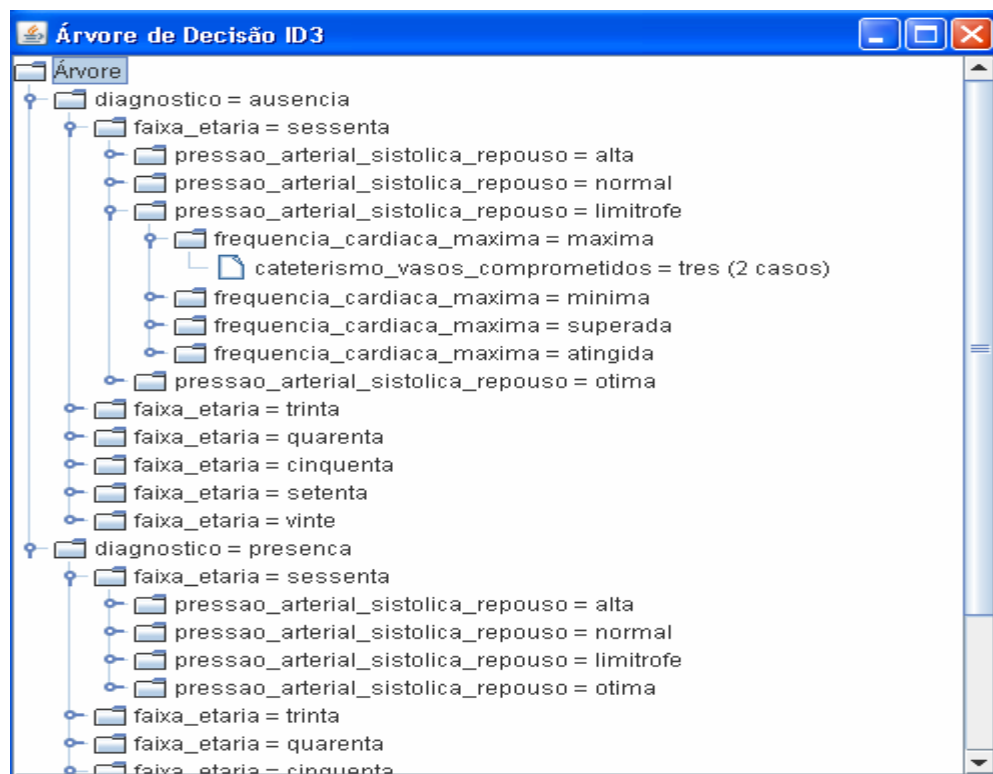 Árvore de Decisão ID3
Árvore
diagnostico = ausencia
faixa_etaria = sessenta
pressao_arterial_sistolica_repouso = alta
pressao_arterial_sistolica_repouso = normal
pressao_arterial_sistolica_repouso = limitrofe
frequencia_cardiaca_maxima = maxima
cateterismo_vasos_comprometidos = tres (2 casos)
frequencia_cardiaca_maxima = minima
frequencia_cardiaca_maxima = superada
frequencia_cardiaca_maxima = atingida
pressao_arterial_sistolica_repouso = otima
faixa_etaria = trinta
faixa_etaria = quarenta
faixa_etaria = cinquenta
faixa_etaria = setenta
faixa_etaria = vinte
diagnostico = presenca
faixa_etaria = sessenta
pressao_arterial_sistolica_repouso = alta
pressao_arterial_sistolica_repouso = normal
pressao_arterial_sistolica_repouso = limitrofe
pressao_arterial_sistolica_repouso = otima
faixa_etaria = trinta
faixa_etaria = quarenta
faixa_etaria = cinquenta